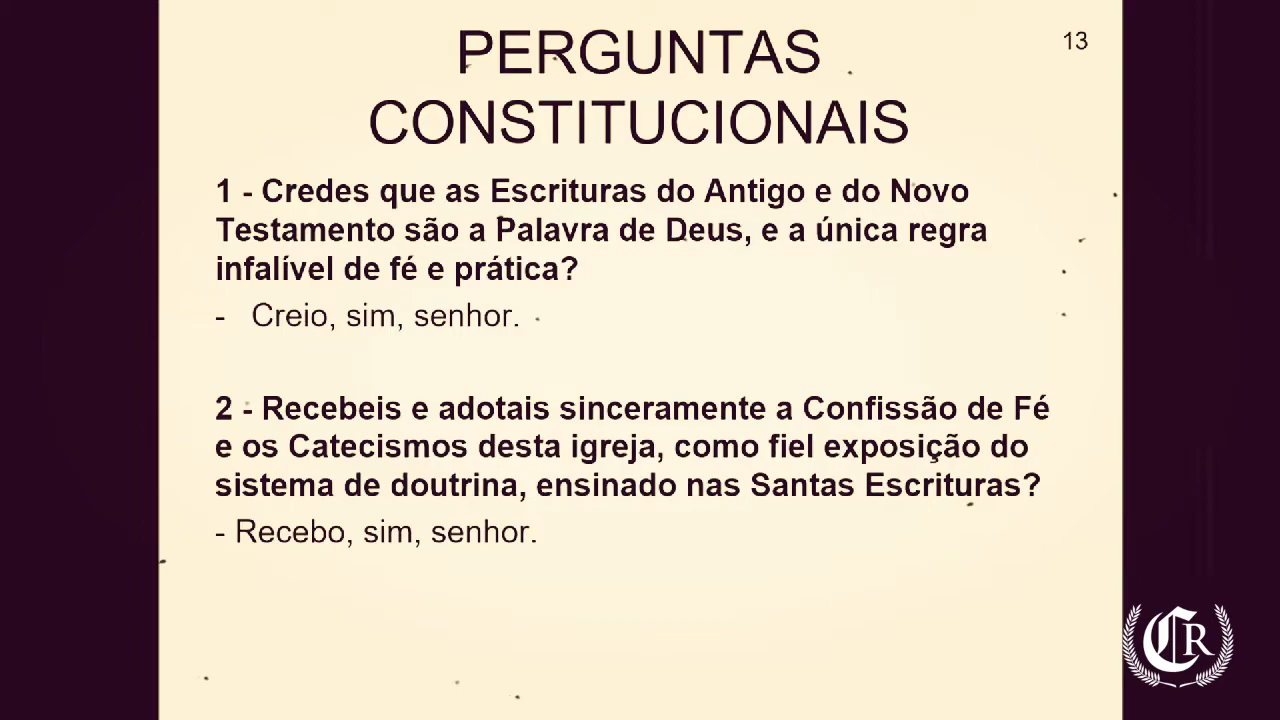 PERGUNTAS
13
CONSTITUCIONAIS
1 - Credes que as Escrituras do Antigo e do Novo
Testamento são a Palavra de Deus, e a única regra
infalível de fé e prática?
- Creio, sim, senhor.
2 - Recebeis e adotais sinceramente a Confissão de Fé
e os Catecismos desta igreja, como fiel exposição do
sistema de doutrina, ensinado nas Santas Escrituras?
- Recebo, sim, senhor.
CR